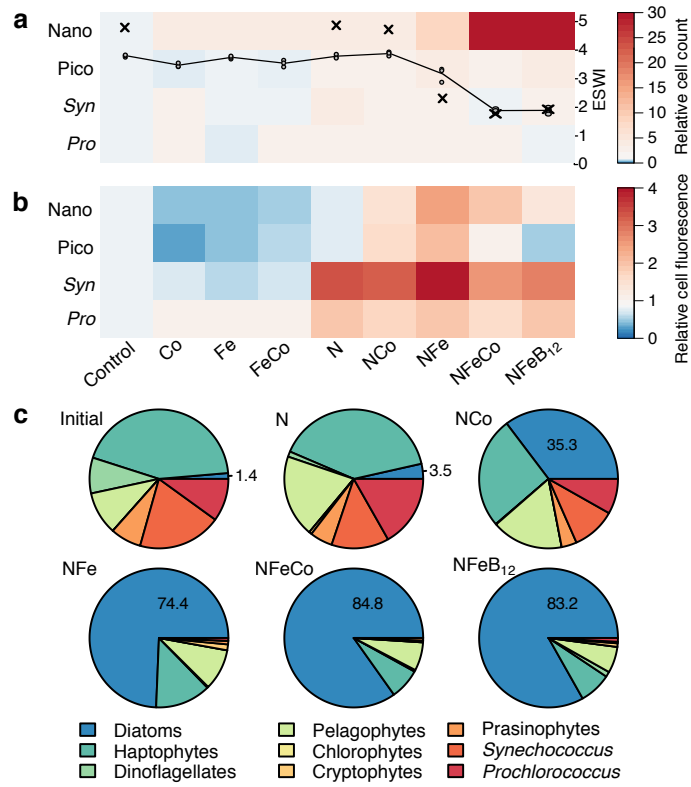 a
Nano
Pico
Syn
Pro
-5
-4
-3
-2
-1
-0
ESWI
30
25
20
15
10
5
0
Relative cell count
b
Nano
Pico
Syn
Pro
Control
Co
Fe
FeCo
N
NCo
NFe
NFeCo
NFeB₁₂
4
3
2
1
0
Relative cell fluorescence
c
Initial
N
NCo
1.4
3.5
35.3
NFe
NFeCo
NFeB₁₂
74.4
84.8
83.2
Diatoms
Haptophytes
Dinoflagellates
Pelagophytes
Chlorophytes
Cryptophytes
Prasinophytes
Synechococcus
Prochlorococcus